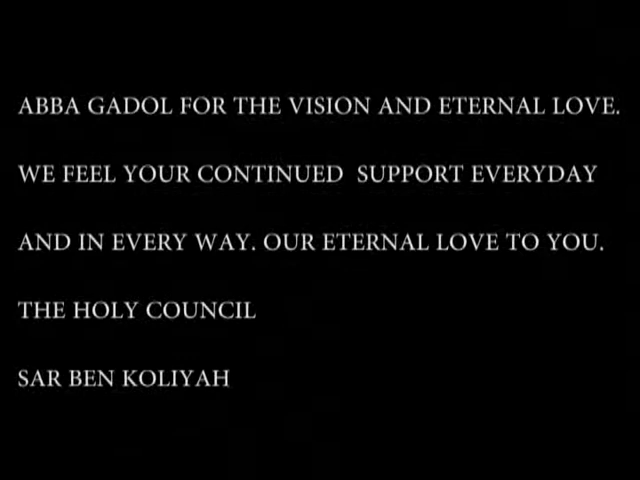 ABBA GADOL FOR THE VISION AND ETERNAL LOVE.
WE FEEL YOUR CONTINUED  SUPPORT EVERYDAY
AND IN EVERY WAY. OUR ETERNAL LOVE TO YOU.
THE HOLY COUNCIL
SAR BEN KOLIYAH